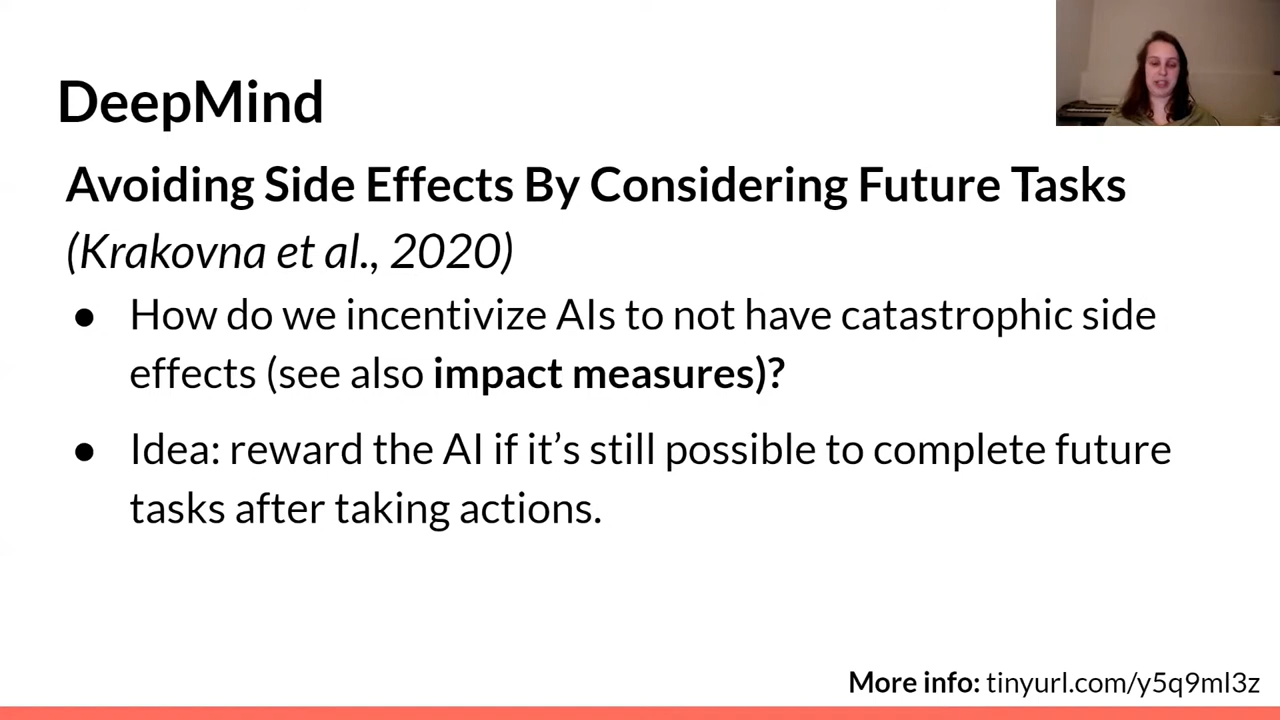 DeepMind
Avoiding Side Effects By Considering Future Tasks
(Krakovna et al., 2020)
● How do we incentivize AIs to not have catastrophic side
effects (see also impact measures)?
● Idea: reward the AI if it’s still possible to complete future
tasks after taking actions.
More info: tinyurl.com/y5q9ml3z